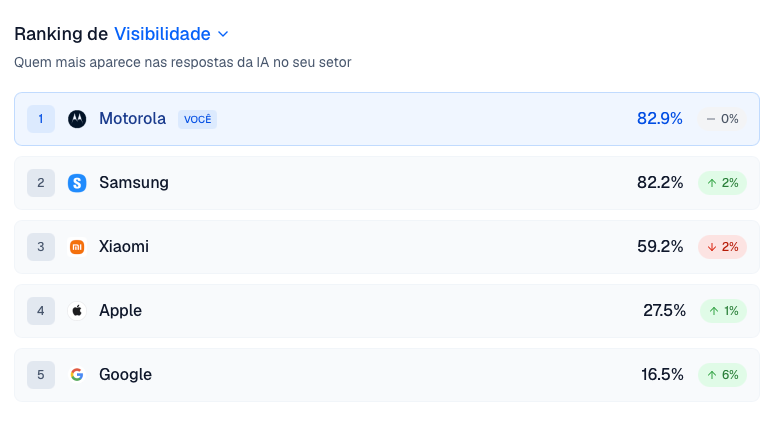 Ranking de Visibilidade
Quem mais aparece nas respostas da IA no seu setor
1 Motorola VOCÊ 82.9% — 0%
2 Samsung 82.2% ↑ 2%
3 Xiaomi 59.2% ↓ 2%
4 Apple 27.5% ↑ 1%
5 Google 16.5% ↑ 6%